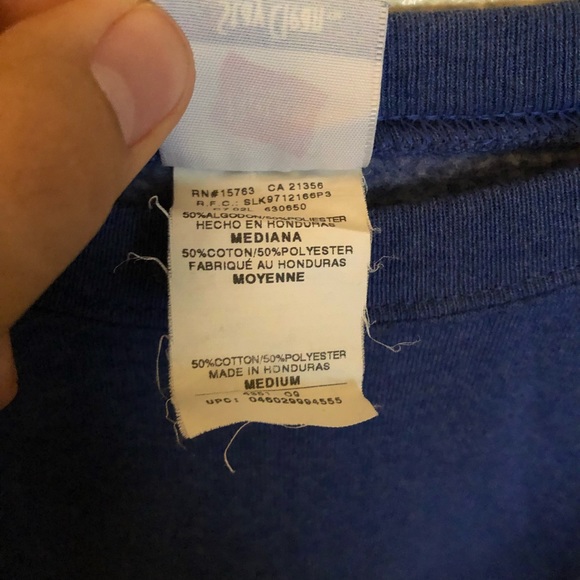 RN#15763 CA 21356
R.F.C.: SLK9712166P3
630650
50%ALGODON/50%POLIESTER
HECHO EN HONDURAS
MEDIANA
50%COTON/50%POLYESTER
FABRIQUÉ AU HONDURAS
MOYENNE
50%COTTON/50%POLYESTER
MADE IN HONDURAS
MEDIUM
UPC: 046029994555